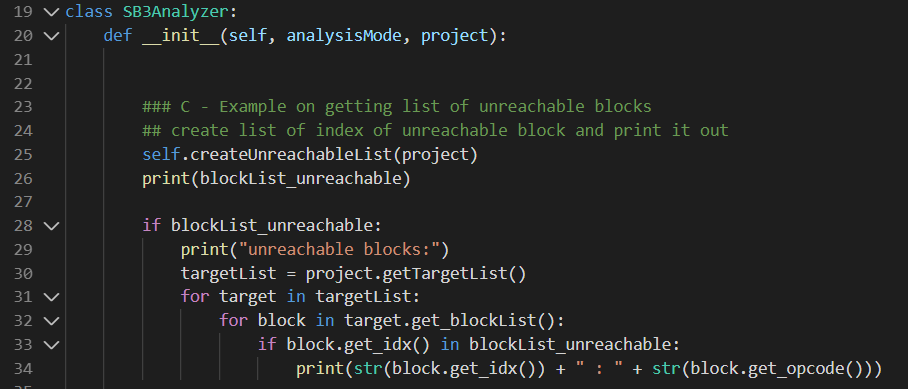 19 class SB3Analyzer:
20     def __init__(self, analysisMode, project):
21
22
23         ### C - Example on getting list of unreachable blocks
24         ## create list of index of unreachable block and print it out
25         self.createUnreachableList(project)
26         print(blockList_unreachable)
27
28         if blockList_unreachable:
29             print("unreachable blocks:")
30             targetList = project.getTargetList()
31             for target in targetList:
32                 for block in target.get_blockList():
33                     if block.get_idx() in blockList_unreachable:
34                         print(str(block.get_idx()) + " : " + str(block.get_opcode()))